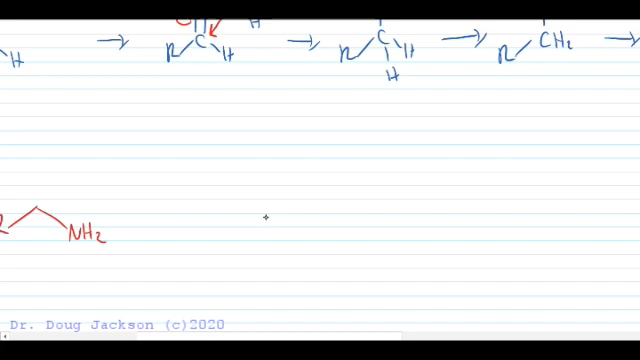 C H
R C H → R C H → R CH2 →
H H
R NH2
Dr. Doug Jackson (c)2020